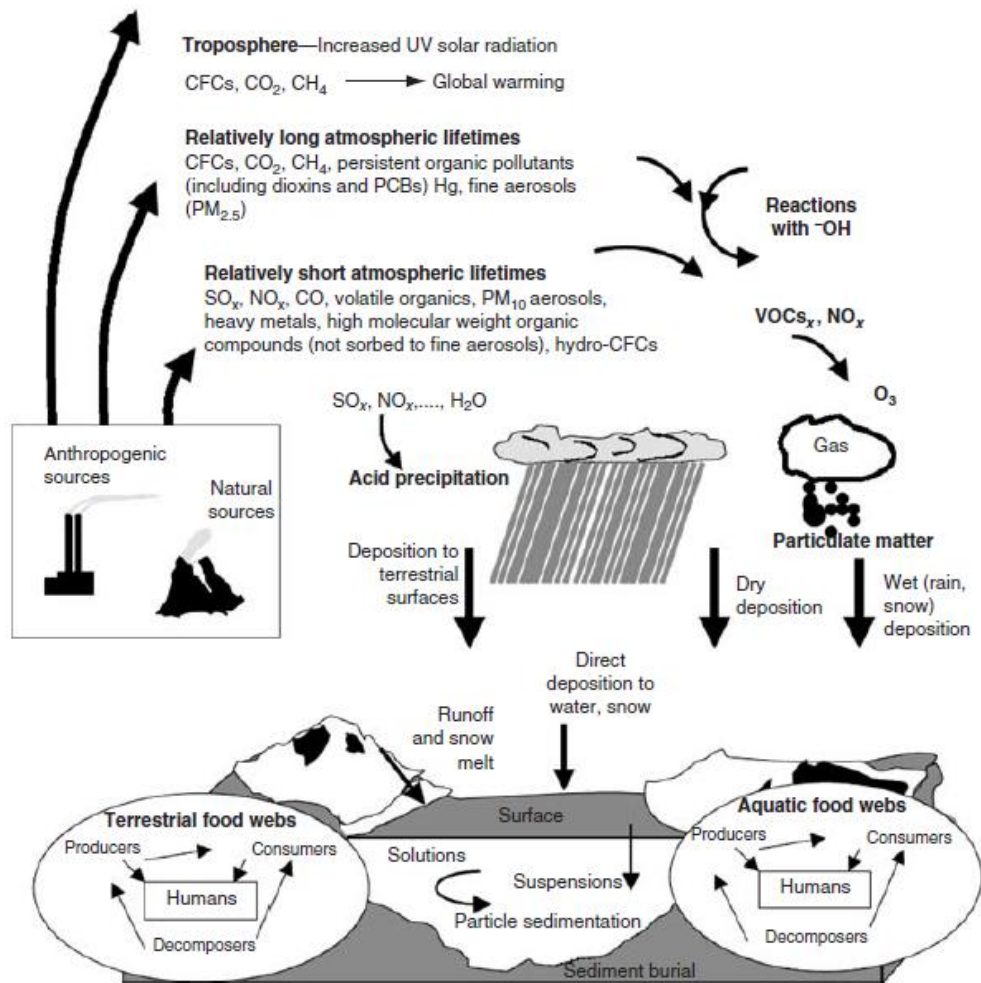 Troposphere—Increased UV solar radiation
CFCs, CO₂, CH₄ → Global warming
Relatively long atmospheric lifetimes
CFCs, CO₂, CH₄, persistent organic pollutants
(including dioxins and PCBs) Hg, fine aerosols
(PM₂.₅)
Reactions
with ⁻OH
Relatively short atmospheric lifetimes
SOₓ, NOₓ, CO, volatile organics, PM₁₀ aerosols,
heavy metals, high molecular weight organic
compounds (not sorbed to fine aerosols), hydro-CFCs
VOCsₓ, NOₓ
O₃
SOₓ, NOₓ,...., H₂O
Acid precipitation
Gas
Particulate matter
Anthropogenic
sources
Natural
sources
Deposition to
terrestrial
surfaces
Dry
deposition
Wet (rain,
snow)
deposition
Direct
deposition to
water, snow
Runoff
and snow
melt
Surface
Terrestrial food webs
Producers
Consumers
Humans
Decomposers
Solutions
Suspensions
Particle sedimentation
Sediment burial
Aquatic food webs
Producers
Consumers
Humans
Decomposers